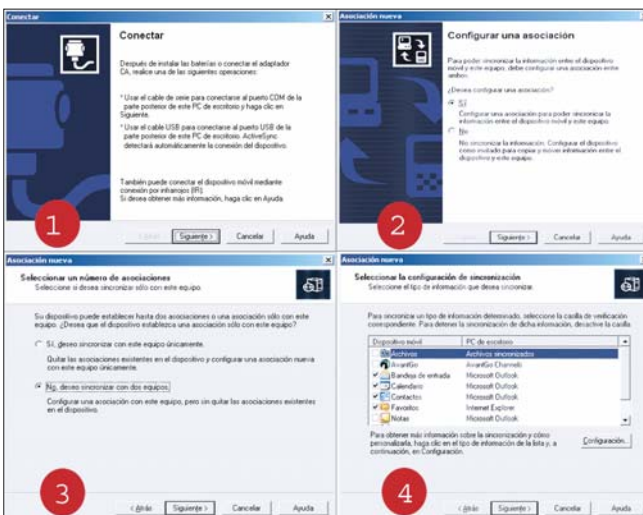 Conectar
Conectar
Después de instalar las baterías o conectar el adaptador
CA, realice una de las siguientes operaciones:
* Usar el cable de serie para conectarse al puerto COM de la
parte posterior de este PC de escritorio y haga clic en
Siguiente.
* Usar el cable USB para conectarse al puerto USB de la
parte posterior de este PC de escritorio. ActiveSync
detectará automáticamente la conexión del dispositivo.
También puede conectar el dispositivo móvil mediante
conexión por infrarrojos (IR).
Si desea obtener más información, haga clic en Ayuda.
1
< Atrás Siguiente > Cancelar Ayuda
Asociación nueva
Configurar una asociación
Para poder sincronizar la información entre el dispositivo
móvil y este equipo, debe configurar una asociación entre
ambos.
¿Desea configurar una asociación?
Sí
Configurar una asociación para poder sincronizar la
información entre el dispositivo móvil y este equipo.
No
No sincronizar la información. Configurar el dispositivo
como invitado para copiar y mover información entre el
dispositivo y este equipo.
2
Siguiente > Cancelar Ayuda
Asociación nueva
Seleccionar un número de asociaciones
Seleccione si desea sincronizar sólo con este equipo.
Su dispositivo puede establecer hasta dos asociaciones o una asociación sólo con este
equipo. ¿Desea que el dispositivo establezca una asociación sólo con este equipo?
Sí, deseo sincronizar con este equipo únicamente.
Quitar las asociaciones existentes en el dispositivo y configurar una asociación nueva
con este equipo únicamente.
No, deseo sincronizar con dos equipos.
Configurar una asociación con este equipo, pero sin quitar las asociaciones existentes
en el dispositivo.
3
< Atrás Siguiente > Cancelar Ayuda
Asociación nueva
Seleccionar la configuración de sincronización
Seleccione el tipo de información que desea sincronizar.
Para sincronizar un tipo de información determinado, seleccione la casilla de verificación
correspondiente. Para detener la sincronización de dicha información, desactive la casilla.
Dispositivo móvil PC de escritorio
Archivos Archivos sincronizados
AvantGo AvantGo Channels
Bandeja de entrada Microsoft Outlook
Calendario Microsoft Outlook
Contactos Microsoft Outlook
Favoritos Internet Explorer
Notas Microsoft Outlook
Para obtener más información sobre la sincronización y cómo
personalizarla, haga clic en el tipo de información de la lista y, a
continuación, en Configuración.
Configuración...
4
< Atrás Siguiente > Cancelar Ayuda